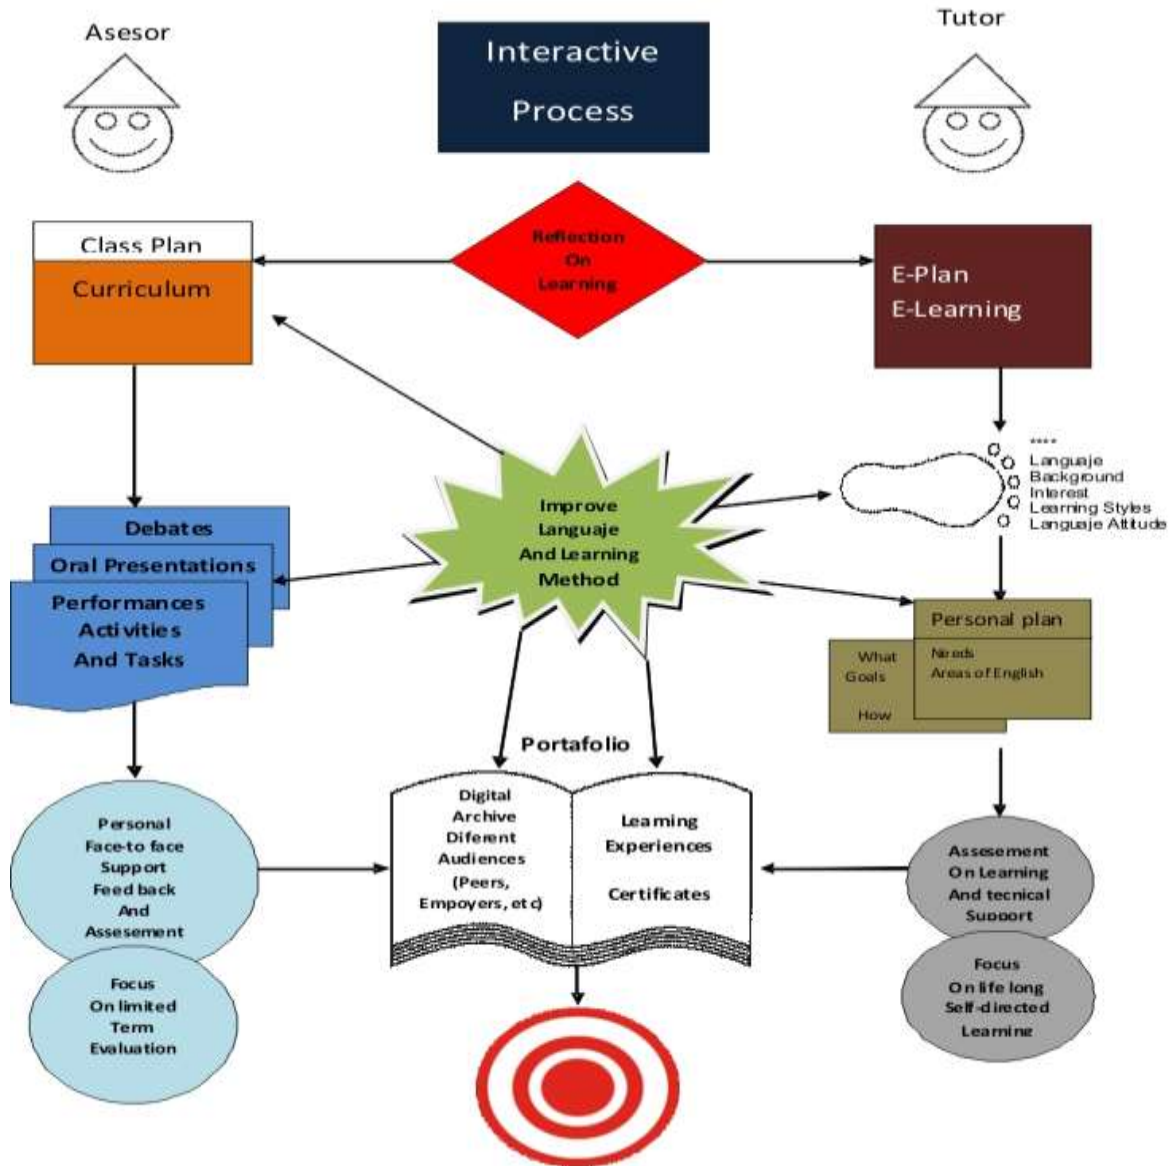 Asesor
Interactive
Process
Tutor
Reflection
On
Learning
Class Plan
Curriculum
E-Plan
E-Learning
****
Languaje
Background
Interest
Learning Styles
Languaje Attitude
Improve
Languaje
And Learning
Method
Debates
Oral Presentations
Performances
Activities
And Tasks
Personal plan
Needs
Areas of English
What
Goals
How
Portafolio
Digital
Archive
Diferent
Audiences
(Peers,
Empoyers, etc)
Learning
Experiences
Certificates
Personal
Face-to face
Support
Feed back
And
Assesement
Focus
On limited
Term
Evaluation
Assesement
On Learning
And tecnical
Support
Focus
On life long
Self-directed
Learning